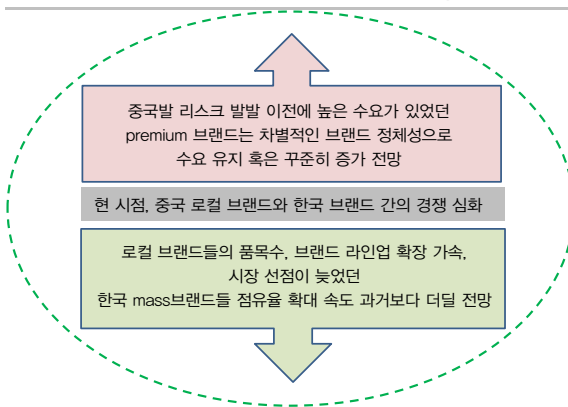 중국발 리스크 발발 이전에 높은 수요가 있었던
premium 브랜드는 차별적인 브랜드 정체성으로
수요 유지 혹은 꾸준히 증가 전망
현 시점, 중국 로컬 브랜드와 한국 브랜드 간의 경쟁 심화
로컬 브랜드들의 품목수, 브랜드 라인업 확장 가속,
시장 선점이 늦었던
한국 mass브랜드들 점유율 확대 속도 과거보다 더딜 전망